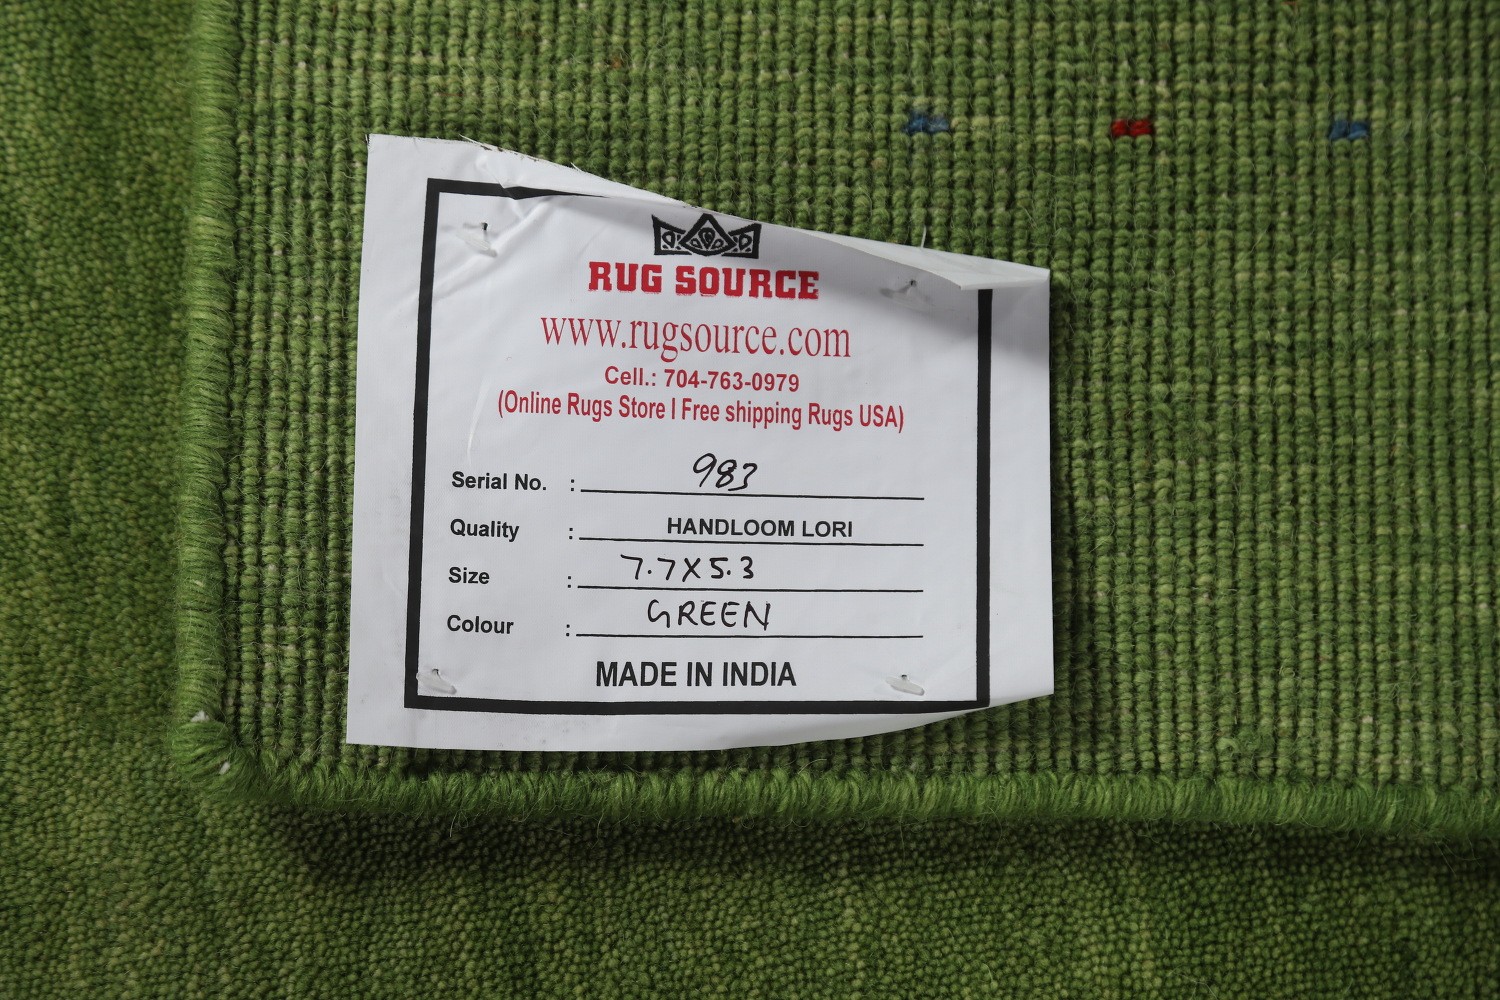 RUG SOURCE
www.rugsource.com
Cell.: 704-763-0979
(Online Rugs Store I Free shipping Rugs USA)
Serial No. : 983
Quality : HANDLOOM LORI
Size : 7.7X5.3
Colour : GREEN
MADE IN INDIA